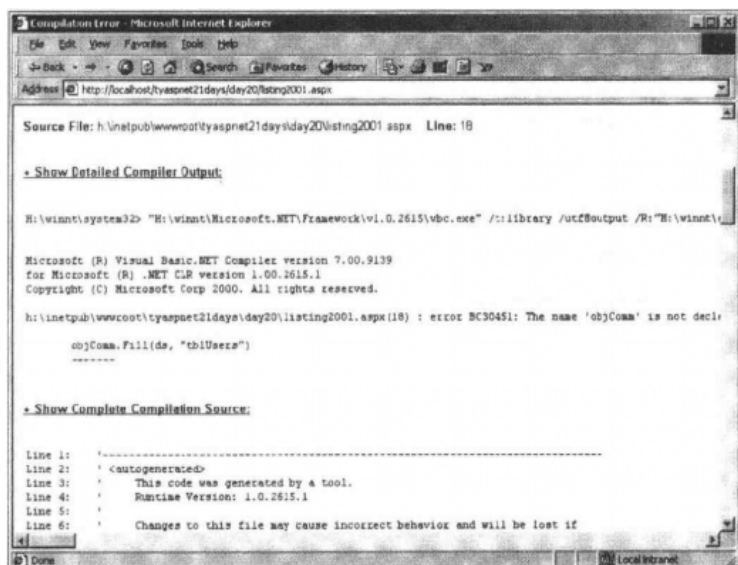 Compilation Error - Microsoft Internet Explorer
File Edit View Favorites Tools Help
Back Search Favorites History
Address http://localhost/tyaspnet21days/day20/listing2001.aspx
Source File: h:\inetpub\wwwroot\tyaspnet21days\day20\listing2001.aspx Line: 18
Show Detailed Compiler Output:
H:\winnt\system32> "H:\winnt\Microsoft.NET\Framework\v1.0.2615\vbc.exe" /t:library /utf8output /R:"H:\winnt\
Microsoft (R) Visual Basic.NET Compiler version 7.00.9139
for Microsoft (R) .NET CLR version 1.00.2615.1
Copyright (C) Microsoft Corp 2000. All rights reserved.
h:\inetpub\wwwroot\tyaspnet21days\day20\listing2001.aspx(18) : error BC30451: The name 'objComm' is not decl
objComm.Fill(ds, "tblUsers")
~~~~~~~
Show Complete Compilation Source:
Line 1: '------------------------------------------------------------------------------
Line 2: ' <autogenerated>
Line 3: ' This code was generated by a tool.
Line 4: ' Runtime Version: 1.0.2615.1
Line 5: '
Line 6: ' Changes to this file may cause incorrect behavior and will be lost if
Done Local intranet